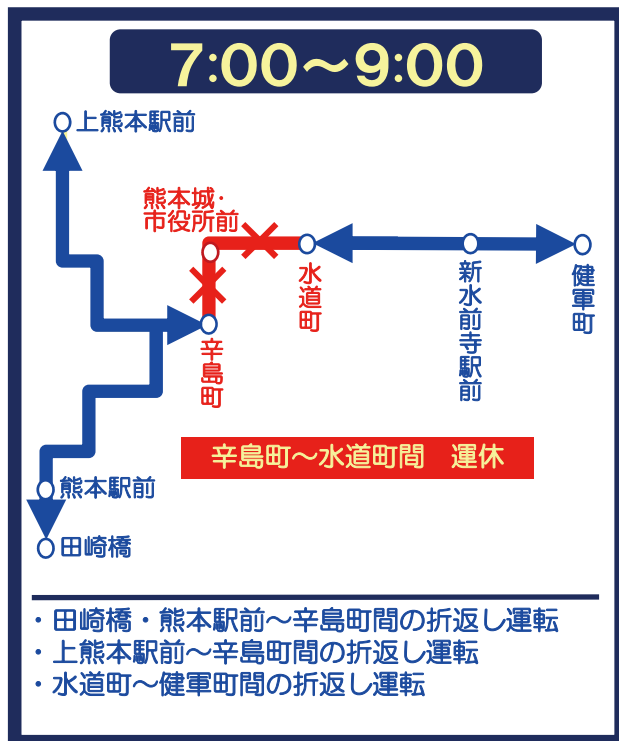 7:00〜9:00
上熊本駅前
熊本城・
市役所前
水道町
新水前寺駅前
健軍町
辛島町
辛島町〜水道町間　運休
熊本駅前
田崎橋
・田崎橋・熊本駅前〜辛島町間の折返し運転
・上熊本駅前〜辛島町間の折返し運転
・水道町〜健軍町間の折返し運転